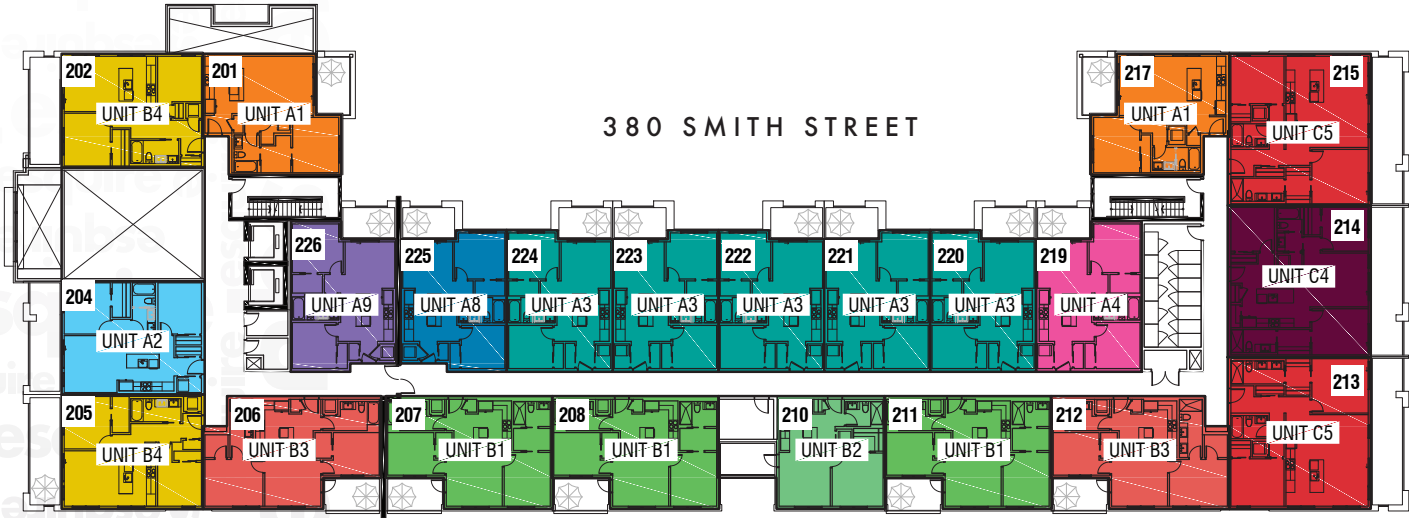 202
UNIT B4
201
UNIT A1
380 SMITH STREET
217
UNIT A1
215
UNIT C5
226
UNIT A9
225
UNIT A8
224
UNIT A3
223
UNIT A3
222
UNIT A3
221
UNIT A3
220
UNIT A3
219
UNIT A4
214
UNIT C4
204
UNIT A2
205
UNIT B4
206
UNIT B3
207
UNIT B1
208
UNIT B1
210
UNIT B2
211
UNIT B1
212
UNIT B3
213
UNIT C5